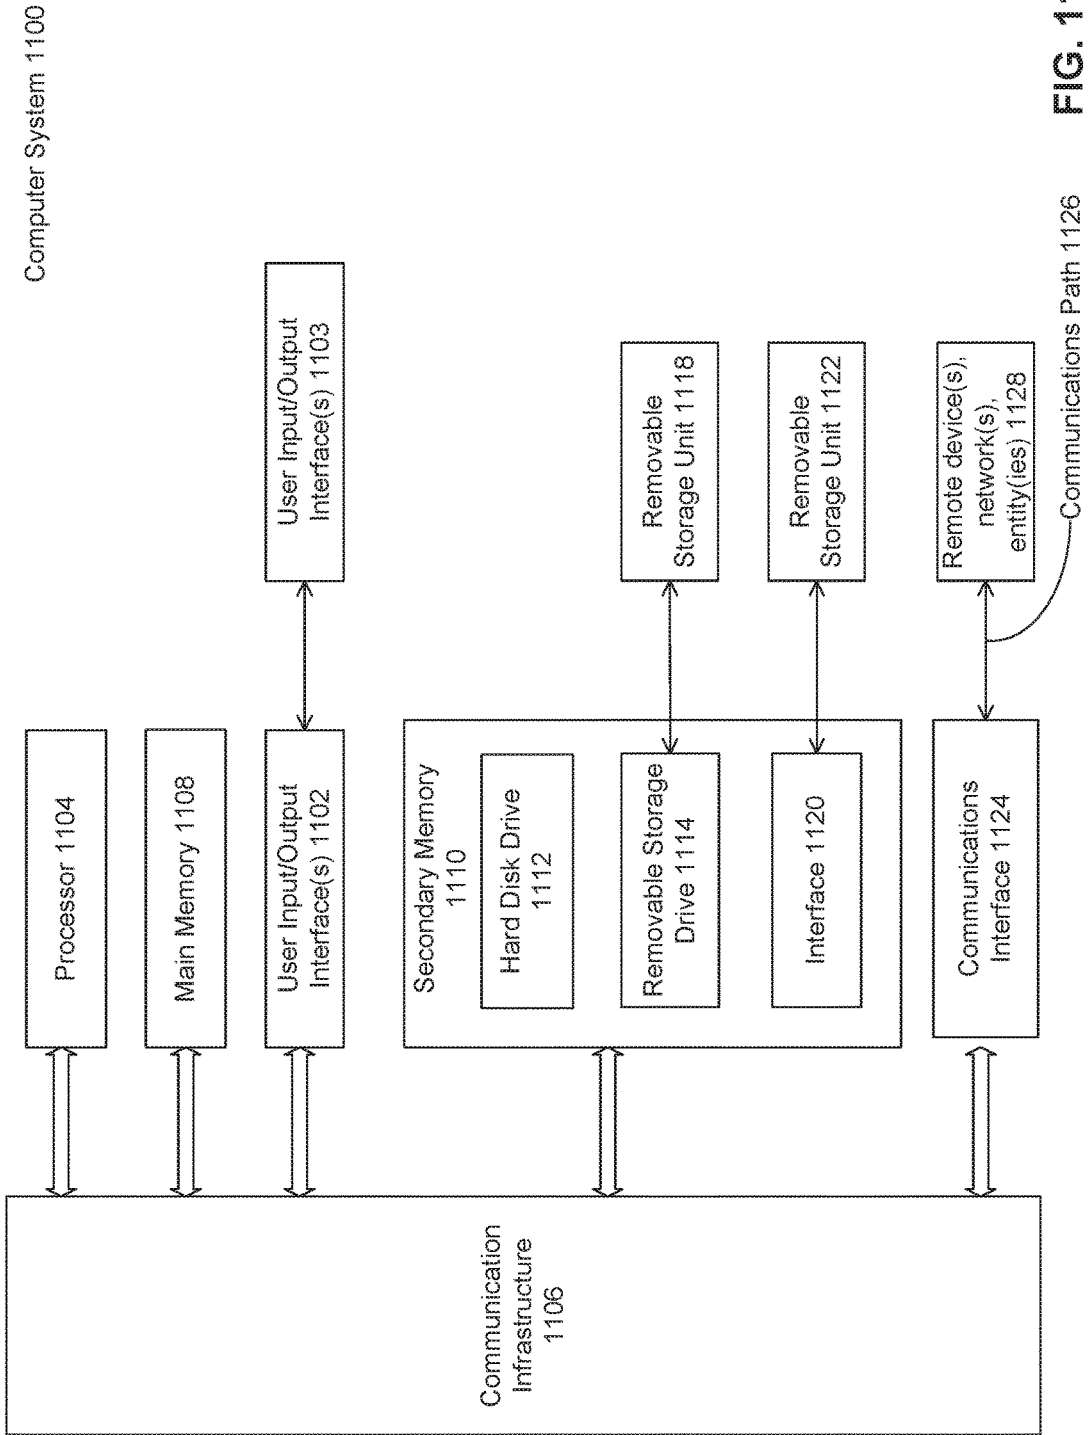 Computer System 1100
Processor 1104
Main Memory 1108
User Input/Output
Interface(s) 1102
User Input/Output
Interface(s) 1103
Communication
Infrastructure
1106
Secondary Memory
1110
Hard Disk Drive
1112
Removable Storage
Drive 1114
Removable
Storage Unit 1118
Interface 1120
Removable
Storage Unit 1122
Communications
Interface 1124
Remote device(s),
network(s),
entity(ies) 1128
Communications Path 1126
FIG. 11